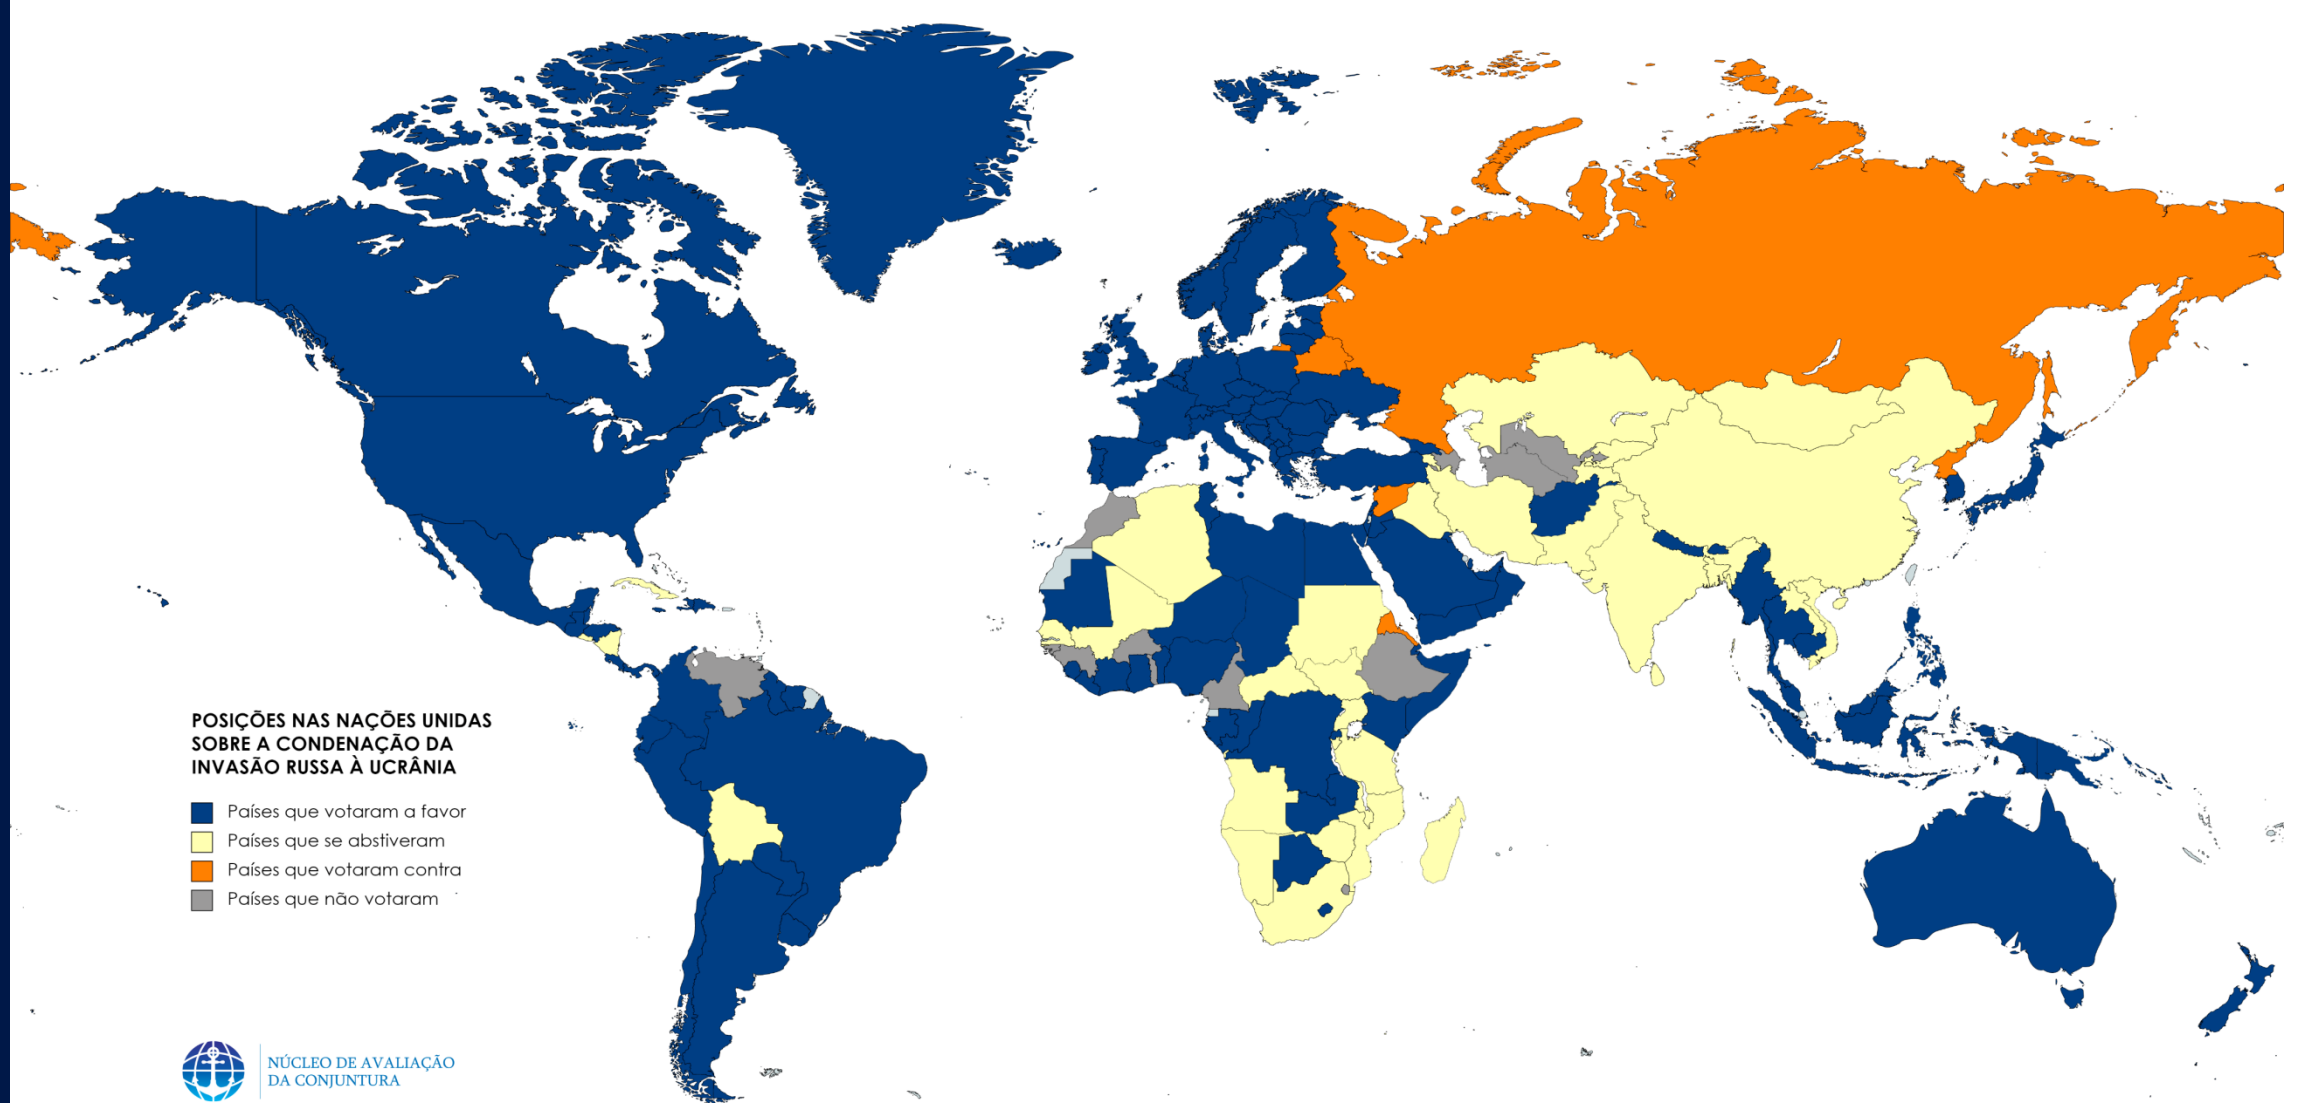 POSIÇÕES NAS NAÇÕES UNIDAS
SOBRE A CONDENAÇÃO DA
INVASÃO RUSSA À UCRÂNIA
Países que votaram a favor
Países que se abstiveram
Países que votaram contra
Países que não votaram
NÚCLEO DE AVALIAÇÃO
DA CONJUNTURA